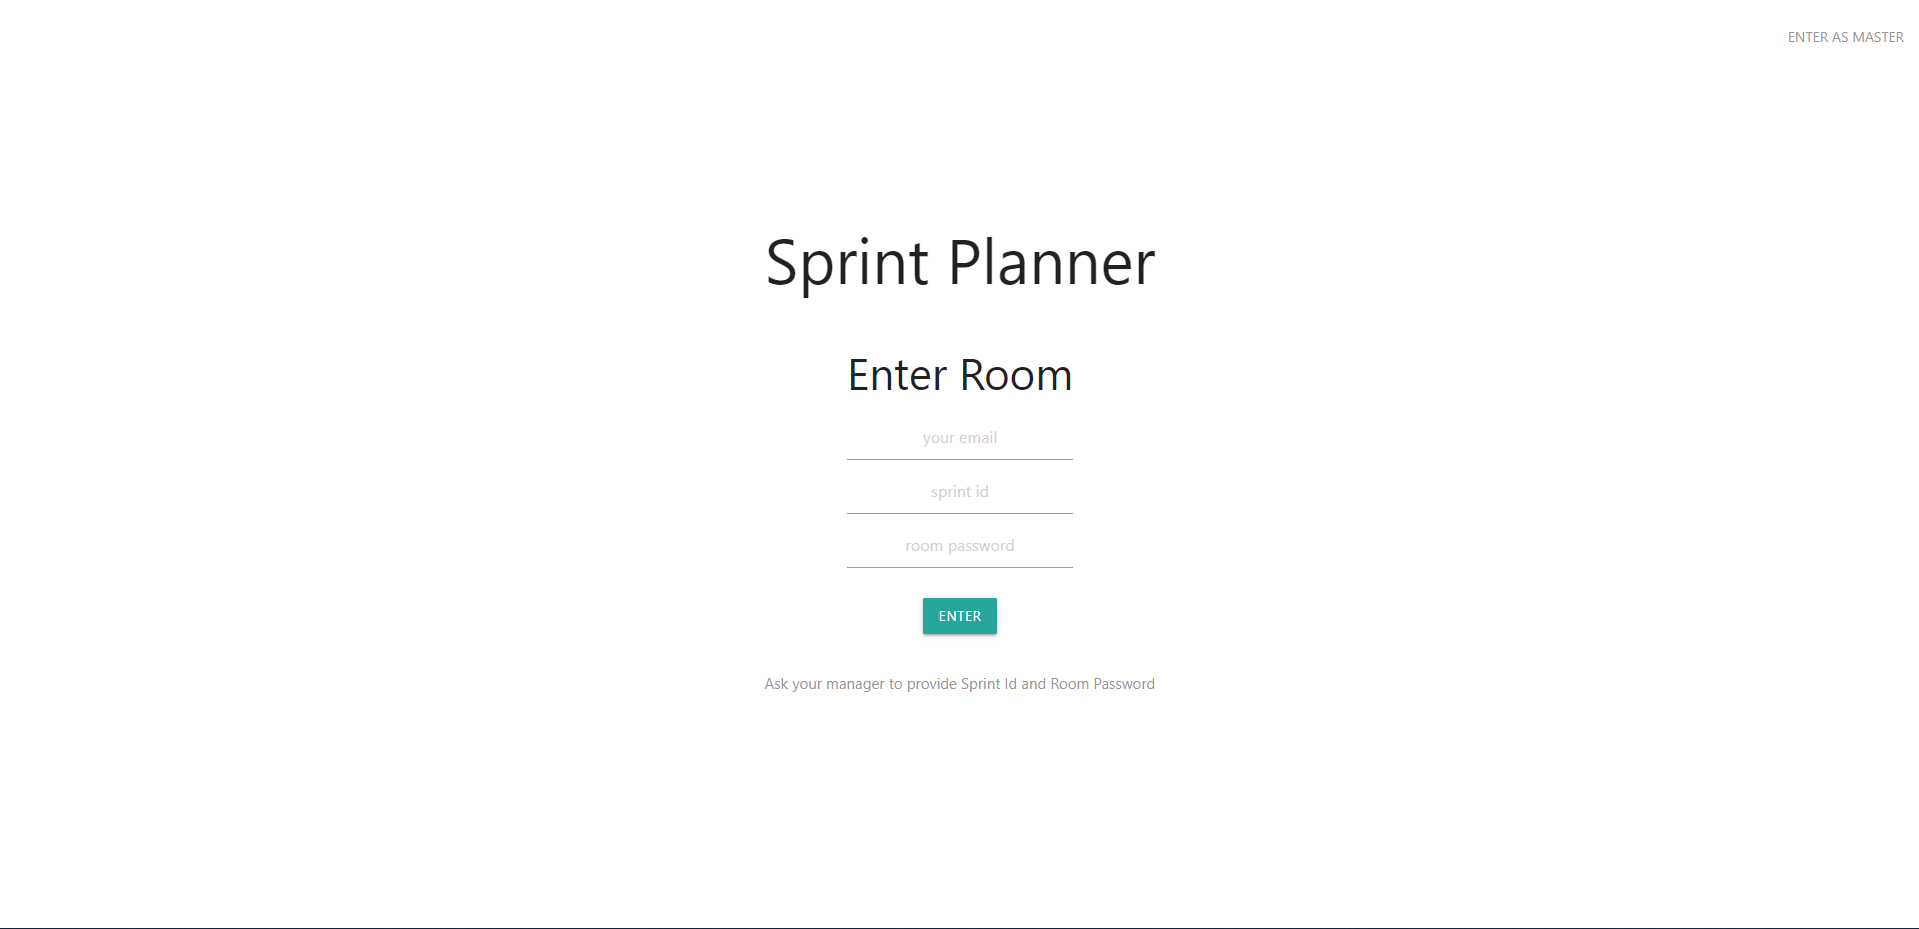 ENTER AS MASTER
Sprint Planner
Enter Room
your email
sprint id
room password
ENTER
Ask your manager to provide Sprint Id and Room Password